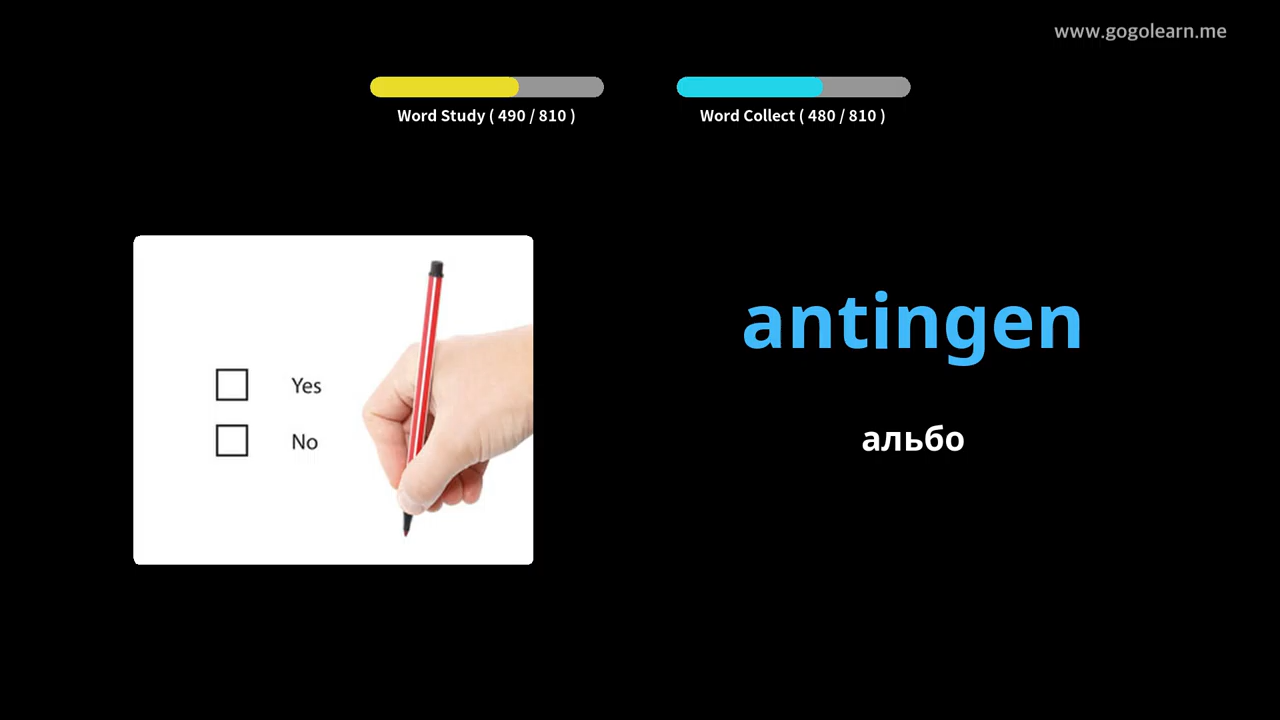 www.gogolearn.me
Word Study ( 490 / 810 )
Word Collect ( 480 / 810 )
Yes
No
antingen
альбо